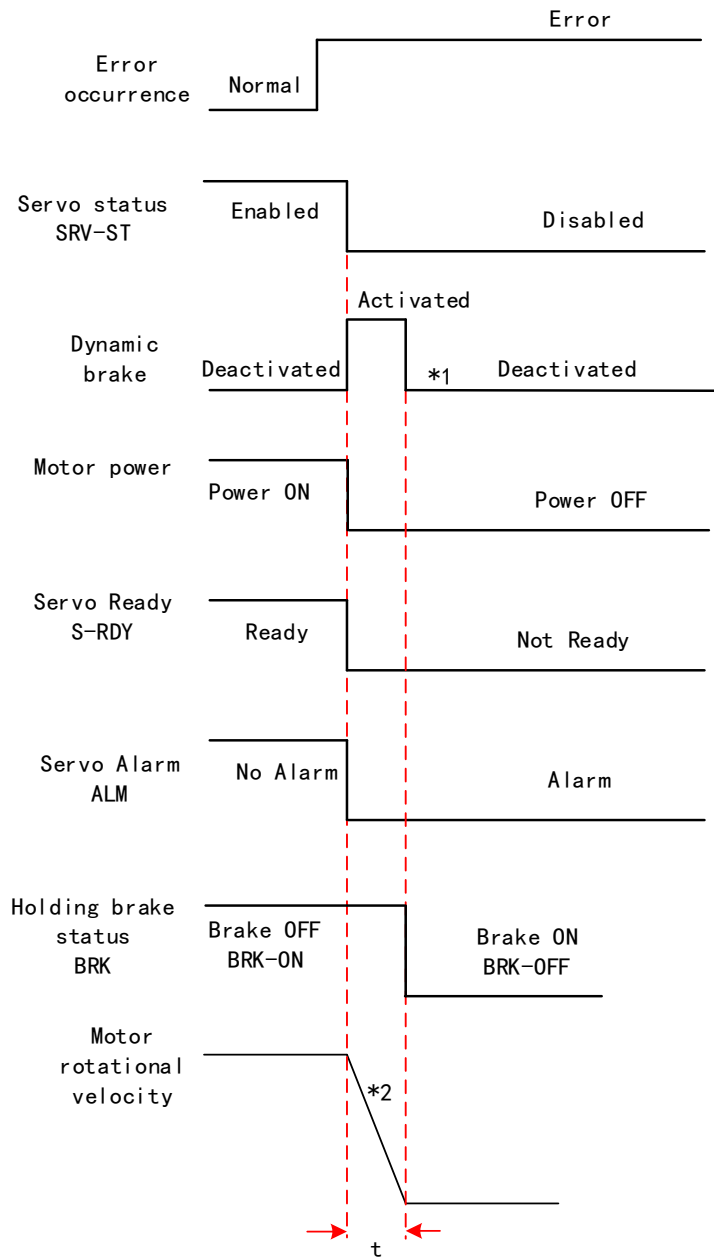 Error
Error
occurrence
Normal
Servo status
SRV-ST
Enabled
Disabled
Activated
Dynamic
brake
Deactivated
*1
Deactivated
Motor power
Power ON
Power OFF
Servo Ready
S-RDY
Ready
Not Ready
Servo Alarm
ALM
No Alarm
Alarm
Holding brake
status
BRK
Brake OFF
BRK-ON
Brake ON
BRK-OFF
Motor
rotational
velocity
*2
t